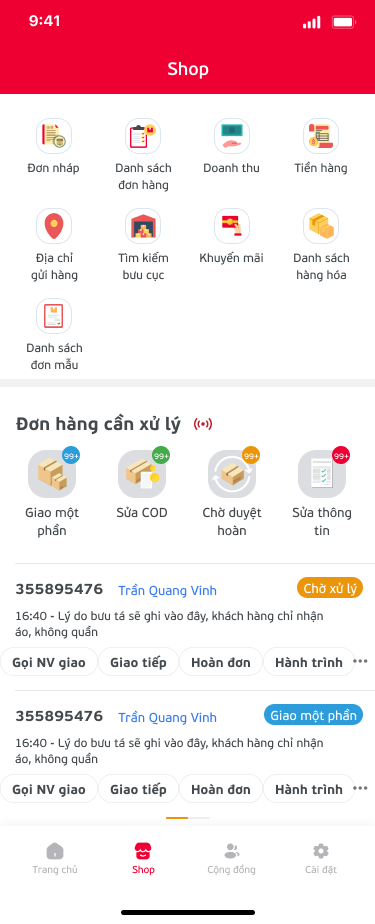 9:41
Shop
Đơn nháp
Danh sách
đơn hàng
Doanh thu
Tiền hàng
Địa chỉ
gửi hàng
Tìm kiếm
bưu cục
Khuyến mãi
Danh sách
hàng hóa
Danh sách
đơn mẫu
Đơn hàng cần xử lý
99+
99+
99+
99+
Giao một
phần
Sửa COD
Chờ duyệt
hoàn
Sửa thông
tin
355895476 Trần Quang Vinh Chờ xử lý
16:40 - Lý do bưu tá sẽ ghi vào đây, khách hàng chỉ nhận
áo, không quẩn
Gọi NV giao Giao tiếp Hoàn đơn Hành trình
355895476 Trần Quang Vinh Giao một phần
16:40 - Lý do bưu tá sẽ ghi vào đây, khách hàng chỉ nhận
áo, không quẩn
Gọi NV giao Giao tiếp Hoàn đơn Hành trình
Trang chủ Shop Cộng đồng Cài đặt